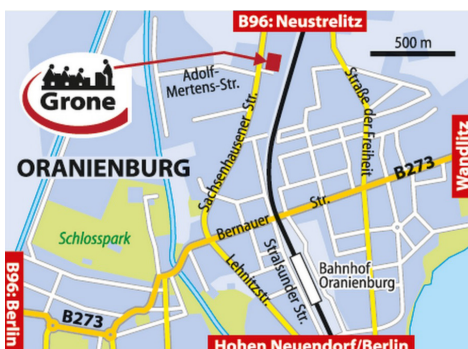 B96: Neustrelitz
500 m
Grone
Adolf-
Mertens-Str.
Sachsenhausener Str.
Straße der Freiheit
ORANIENBURG
B273
Wandlitz
Bernauer
Str.
Schlosspark
Stralsunder Str.
Lehnitzstr.
Bahnhof
Oranienburg
B96: Berlin
B273
Hohen Neuendorf/Berlin